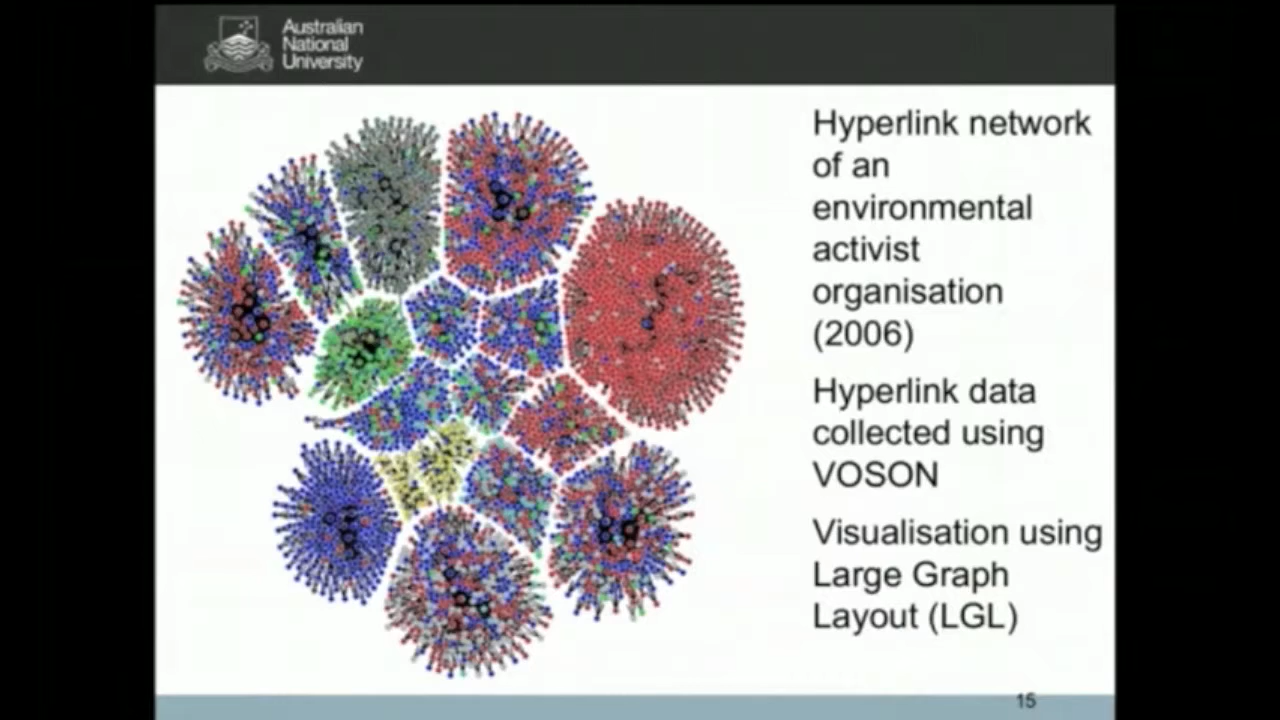 Australian
National
University
Hyperlink network
of an
environmental
activist
organisation
(2006)
Hyperlink data
collected using
VOSON
Visualisation using
Large Graph
Layout (LGL)
15